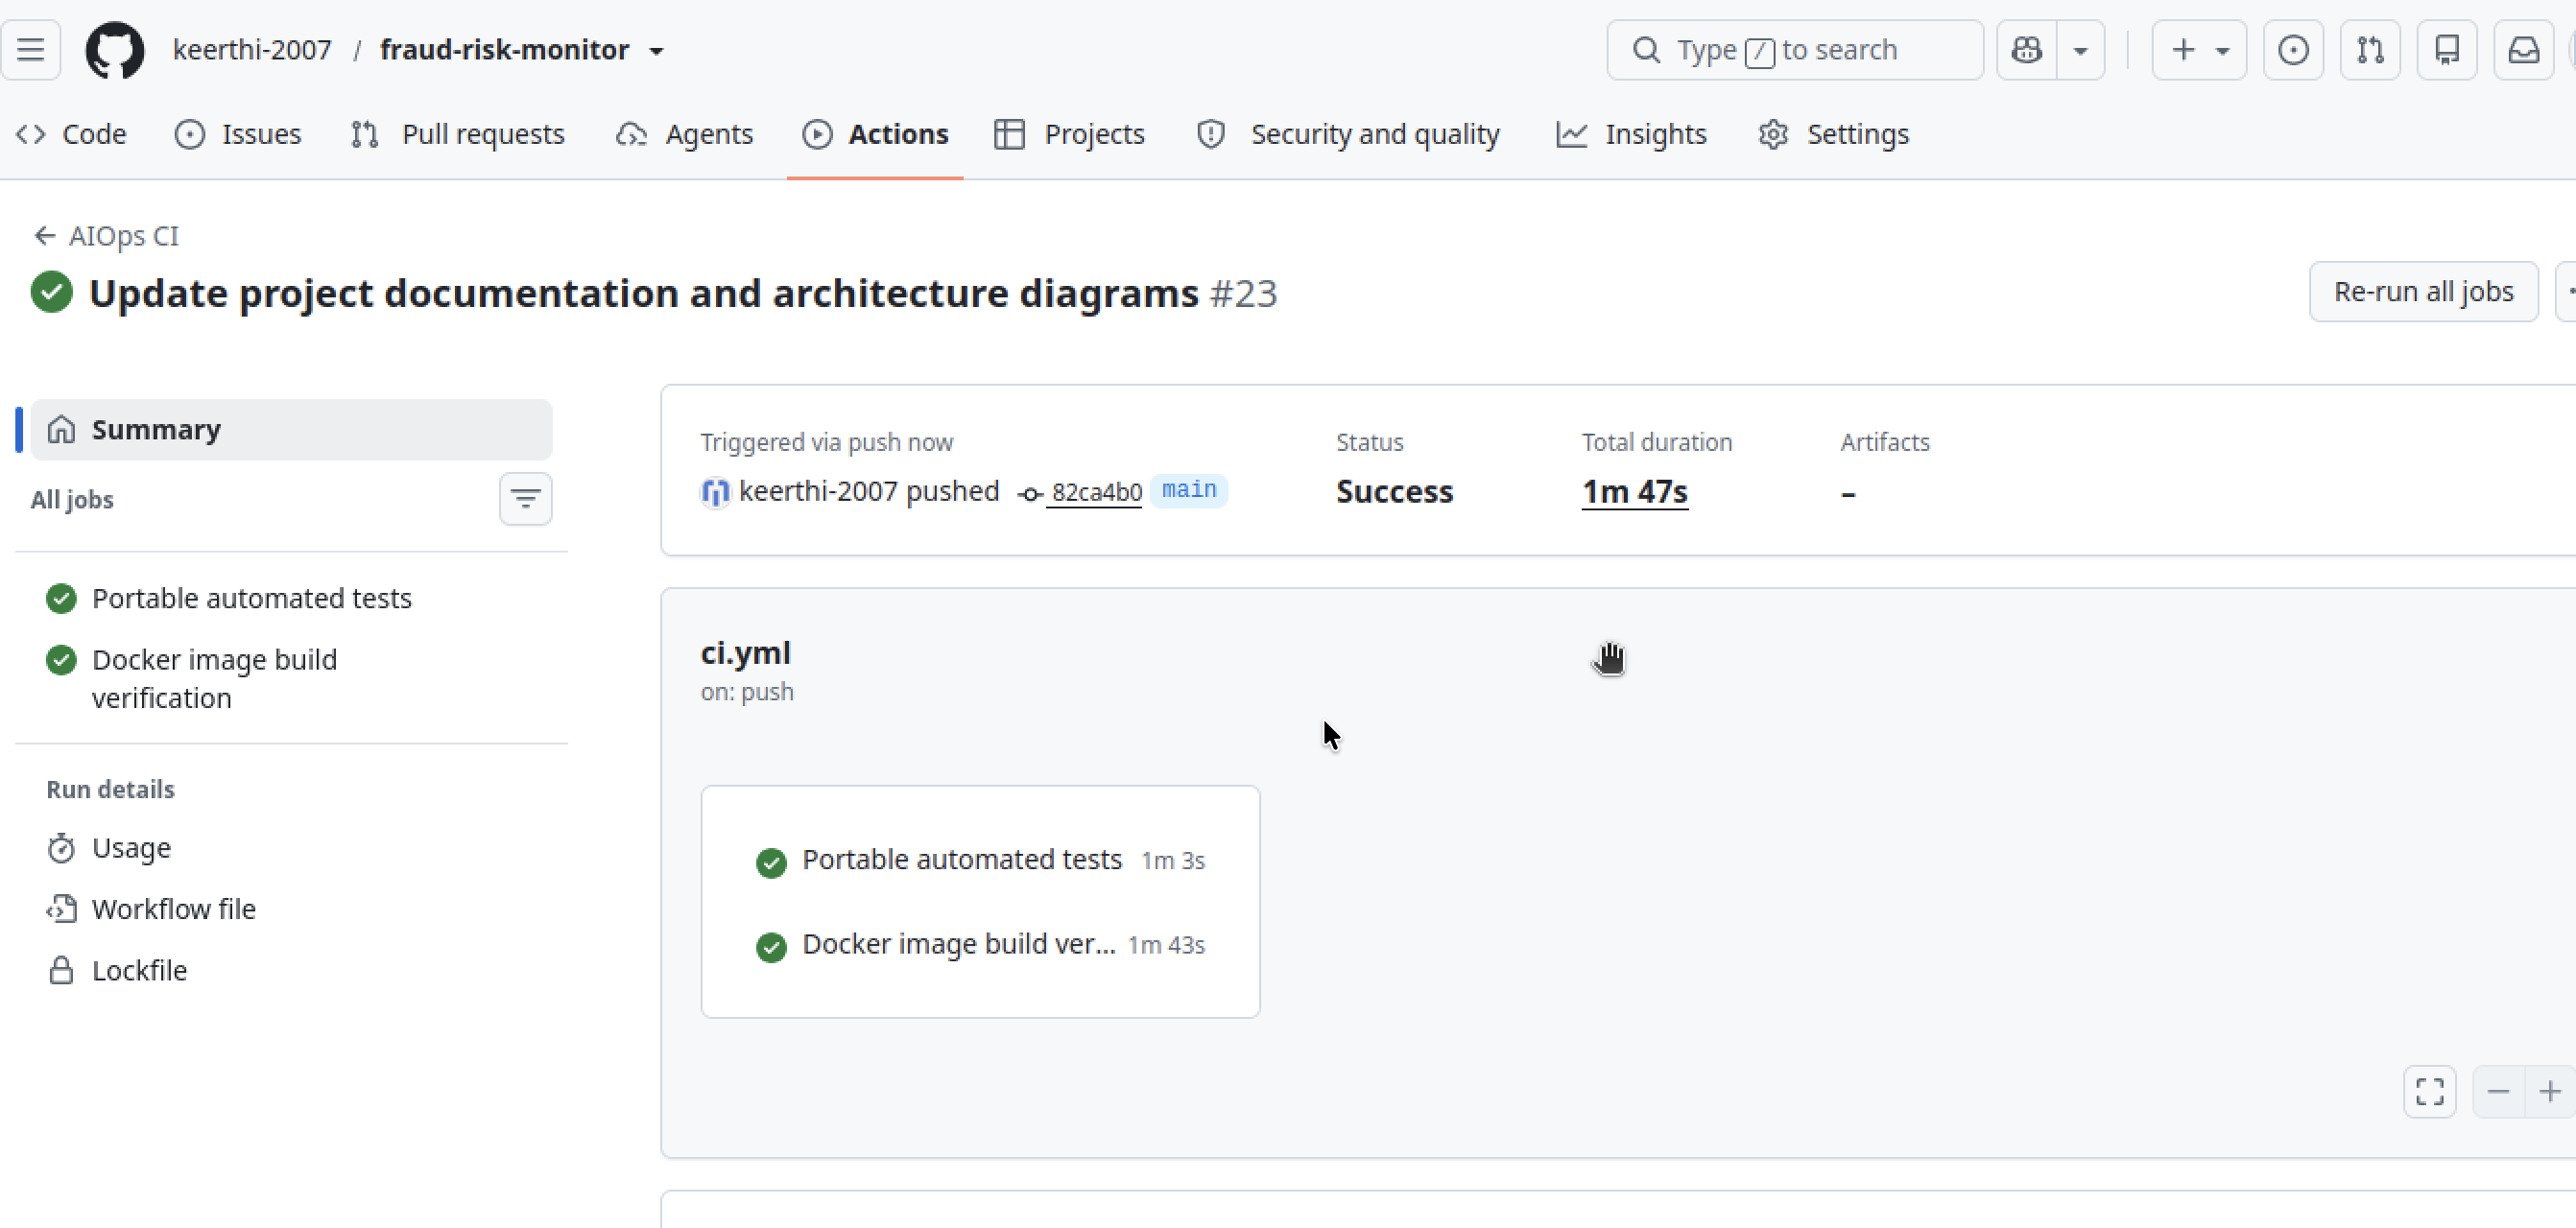 keerthi-2007 / fraud-risk-monitor
Type / to search
Code Issues Pull requests Agents Actions Projects Security and quality Insights Settings
AIOps CI
Update project documentation and architecture diagrams #23
Re-run all jobs
Summary
All jobs
Portable automated tests
Docker image build
verification
Run details
Usage
Workflow file
Lockfile
Triggered via push now
keerthi-2007 pushed 82ca4b0 main
Status
Success
Total duration
1m 47s
Artifacts
–
ci.yml
on: push
Portable automated tests 1m 3s
Docker image build ver... 1m 43s